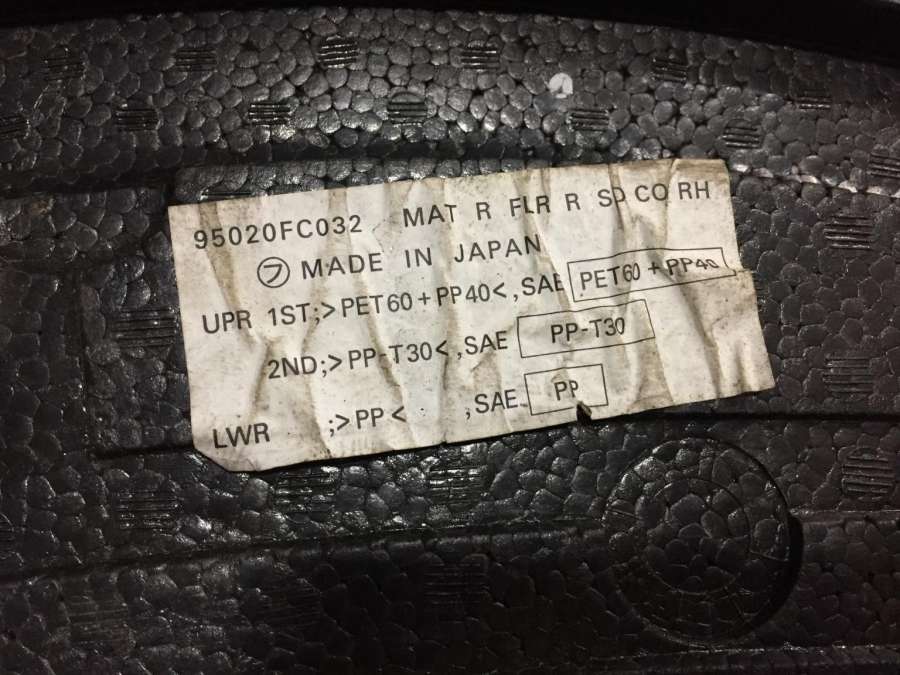 95020FC032 MAT R FLR R SD CO RH
フ MADE IN JAPAN
UPR 1ST;>PET60+PP40<,SAE PET60+PP40
2ND;>PP-T30<,SAE PP-T30
LWR ;>PP< ,SAE PP